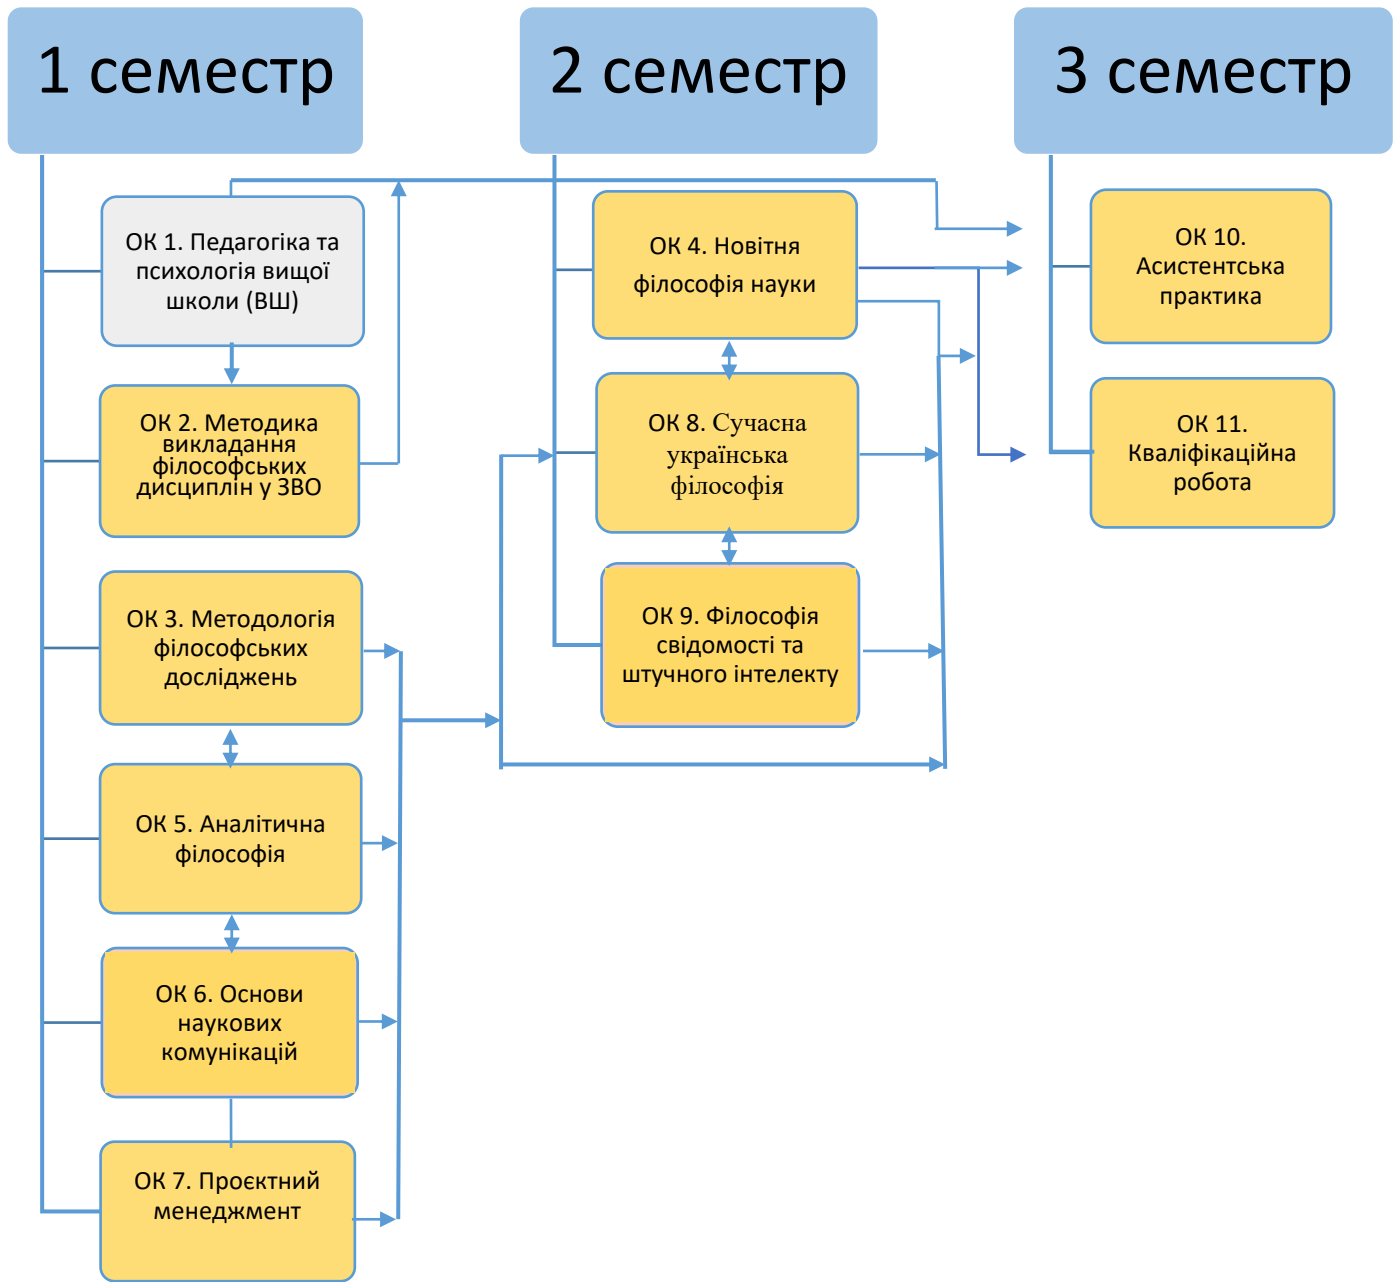 1 семестр
2 семестр
3 семестр
ОК 1. Педагогіка та
психологія вищої
школи (ВШ)
ОК 2. Методика
викладання
філософських
дисциплін у ЗВО
ОК 3. Методологія
філософських
досліджень
ОК 5. Аналітична
філософія
ОК 6. Основи
наукових
комунікацій
ОК 7. Проєктний
менеджмент
ОК 4. Новітня
філософія науки
ОК 8. Сучасна
українська
філософія
ОК 9. Філософія
свідомості та
штучного інтелекту
ОК 10.
Асистентська
практика
ОК 11.
Кваліфікаційна
робота